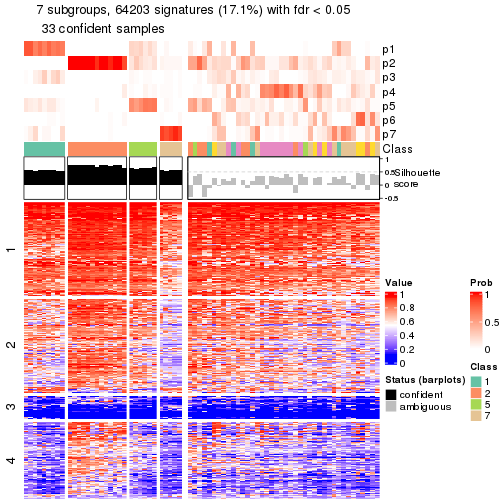 7 subgroups, 64203 signatures (17.1%) with fdr < 0.05
33 confident samples
p1
p2
p3
p4
p5
p6
p7
Class
1
0.5
0
-0.5
Silhouette
score
1
2
3
4
Value
1
0.8
0.6
0.4
0.2
0
Status (barplots)
confident
ambiguous
Prob
1
0.5
0
Class
1
2
5
7